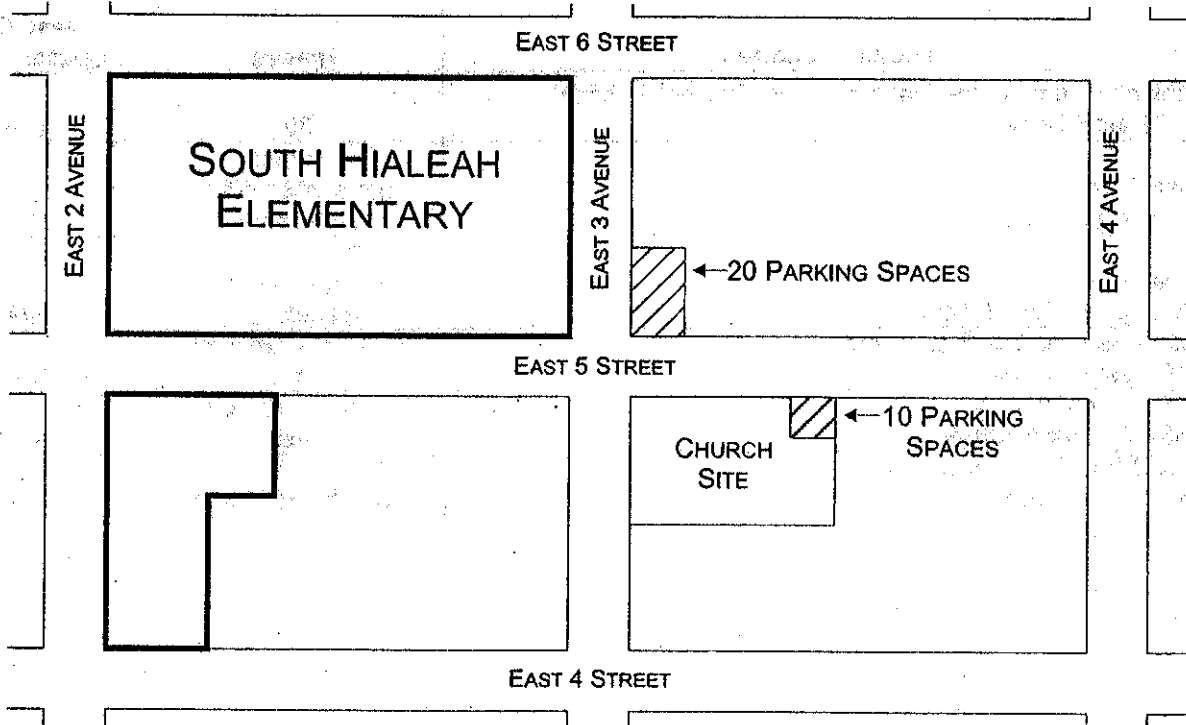 EAST 6 STREET
EAST 2 AVENUE
SOUTH HIALEAH
ELEMENTARY
EAST 3 AVENUE
20 PARKING SPACES
EAST 4 AVENUE
EAST 5 STREET
CHURCH
SITE
10 PARKING
SPACES
EAST 4 STREET